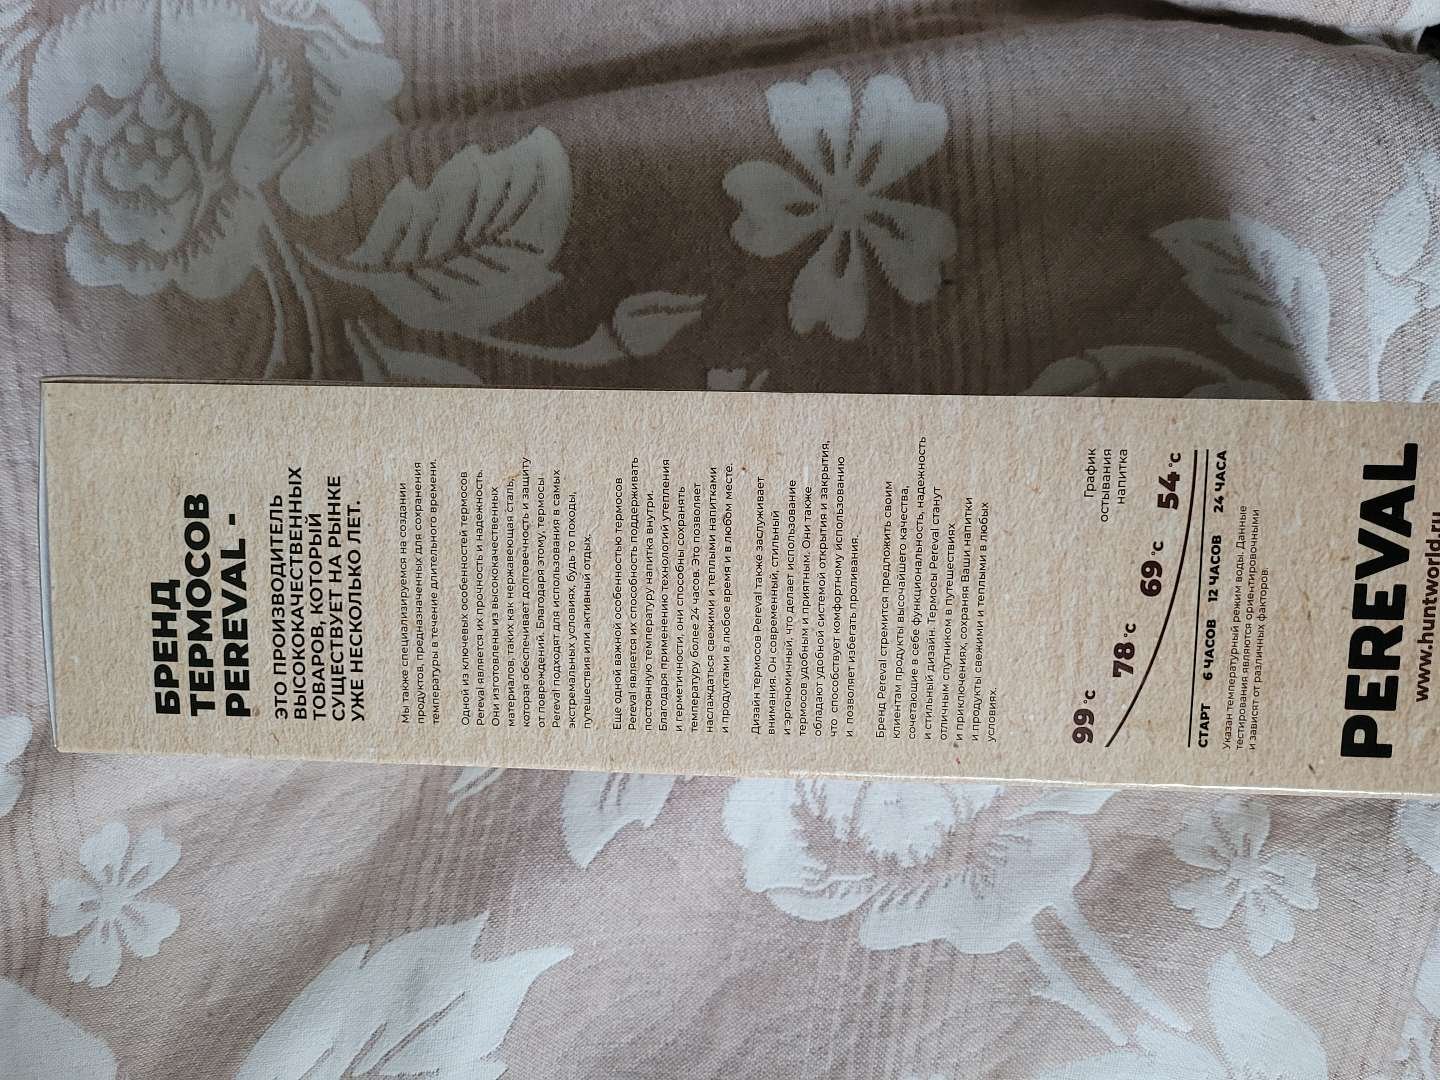 БРЕНД
ТЕРМОСОВ
PEREVAL -
ЭТО ПРОИЗВОДИТЕЛЬ
ВЫСОКОКАЧЕСТВЕННЫХ
ТОВАРОВ, КОТОРЫЙ
СУЩЕСТВУЕТ НА РЫНКЕ
УЖЕ НЕСКОЛЬКО ЛЕТ.
Мы также специализируемся на создании
продуктов, предназначенных для сохранения
температуры в течение длительного времени.
Одной из ключевых особенностей термосов
Pereval является их прочность и надежность.
Они изготовлены из высококачественных
материалов, таких как нержавеющая сталь,
которая обеспечивает долговечность и защиту
от повреждений. Благодаря этому, термосы
Pereval подходят для использования в самых
экстремальных условиях, будь то походы,
путешествия или активный отдых.
Еще одной важной особенностью термосов
Pereval является их способность поддерживать
постоянную температуру напитка внутри.
Благодаря применению технологий утепления
и герметичности, они способны сохранять
температуру более 24 часов. Это позволяет
наслаждаться свежими и теплыми напитками
и продуктами в любое время и в любом месте.
Дизайн термосов Pereval также заслуживает
внимания. Он современный, стильный
и эргономичный, что делает использование
термосов удобным и приятным. Они также
обладают удобной системой открытия и закрытия,
что способствует комфортному использованию
и позволяет избегать проливания.
Бренд Pereval стремится предложить своим
клиентам продукты высочайшего качества,
сочетающие в себе функциональность, надежность
и стильный дизайн. Термосы Pereval станут
отличным спутником в путешествиях
и приключениях, сохраняя Ваши напитки
и продукты свежими и теплыми в любых
условиях.
График
остывания
напитка
99 °C 78 °C 69 °C 54 °C
СТАРТ 6 ЧАСОВ 12 ЧАСОВ 24 ЧАСА
Указан температурный режим воды. Данные
тестирования являются ориентировочными
и зависят от различных факторов.
PEREVAL
www.huntworld.ru